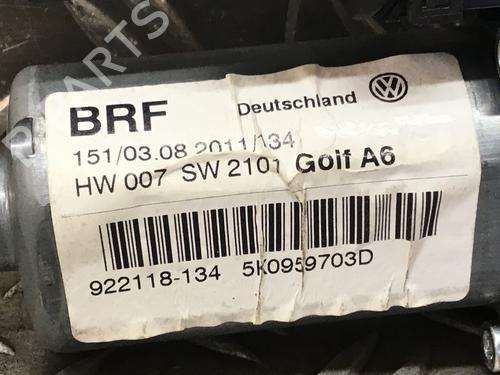 BRF Deutschland
151/03.08.2011/134
HW 007 SW 2101 Golf A6
922118-134 5K0959703D